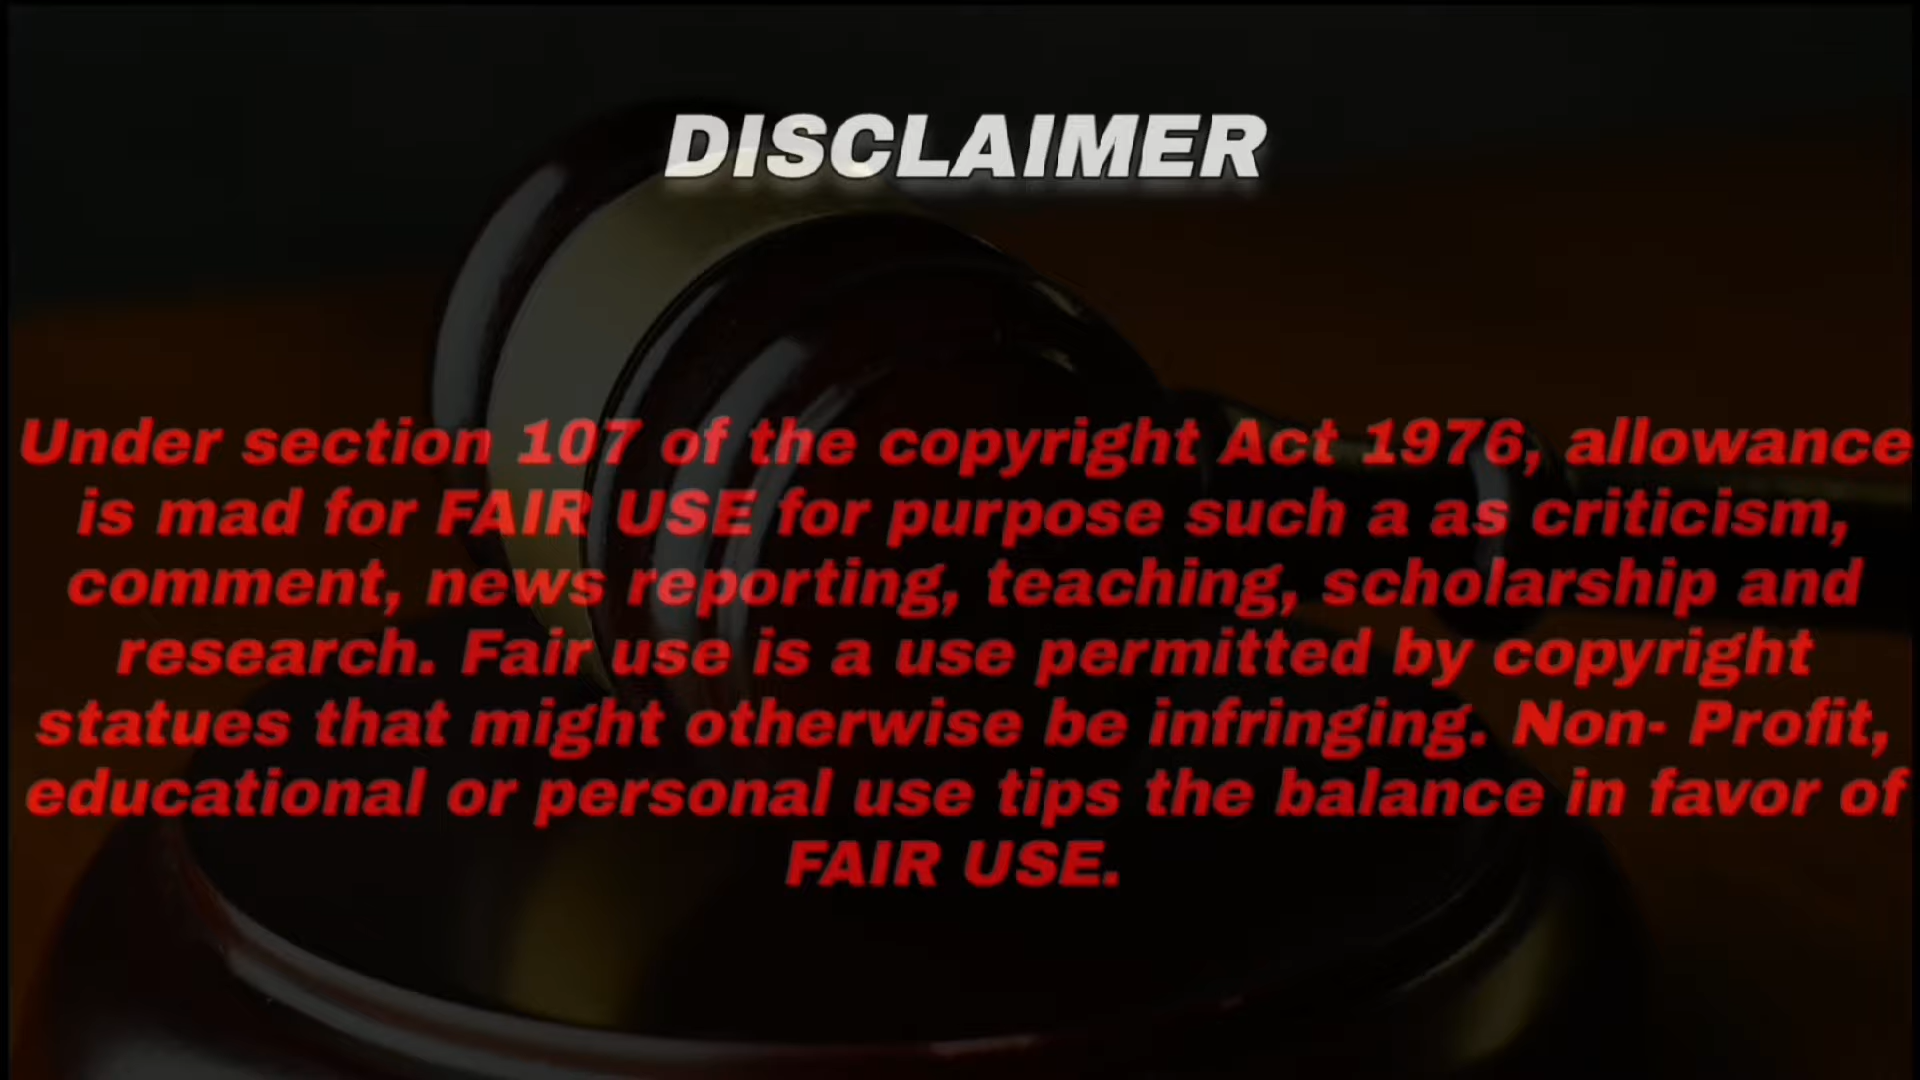 DISCLAIMER
Under section 107 of the copyright Act 1976, allowance
is mad for FAIR USE for purpose such a as criticism,
comment, news reporting, teaching, scholarship and
research. Fair use is a use permitted by copyright
statues that might otherwise be infringing. Non- Profit,
educational or personal use tips the balance in favor of
FAIR USE.